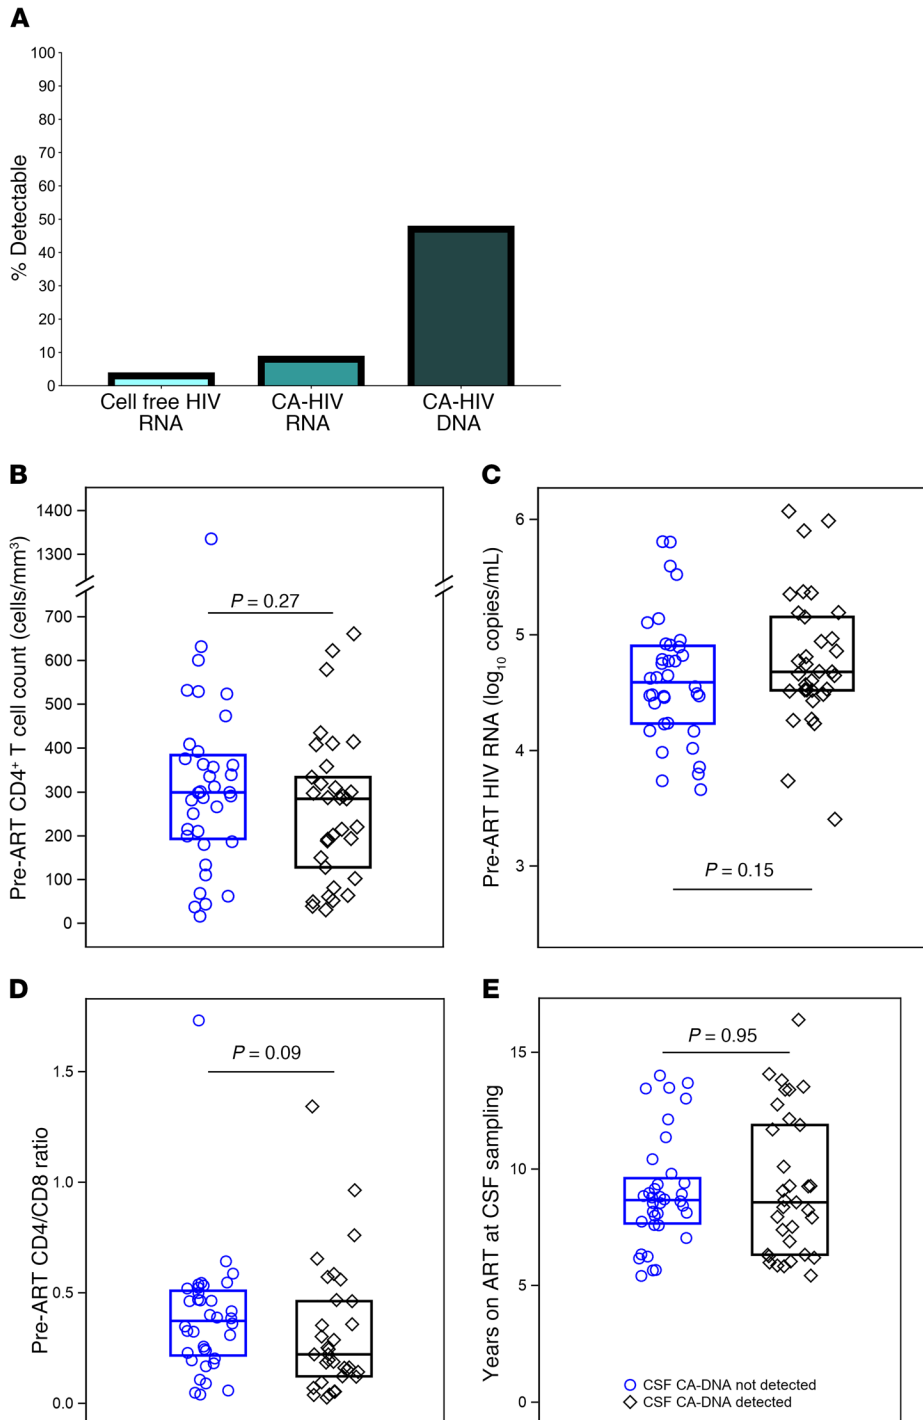 A
100
90
80
70
60
50
40
30
20
10
0
% Detectable
Cell free HIV RNA
CA-HIV RNA
CA-HIV DNA
B
1400
1300
700
600
500
400
300
200
100
0
Pre-ART CD4⁺ T cell count (cells/mm³)
P = 0.27
C
6
5
4
3
Pre-ART HIV RNA (log₁₀ copies/mL)
P = 0.15
D
1.5
1.0
0.5
0.0
Pre-ART CD4/CD8 ratio
P = 0.09
E
15
10
5
0
Years on ART at CSF sampling
P = 0.95
CSF CA-DNA not detected
CSF CA-DNA detected